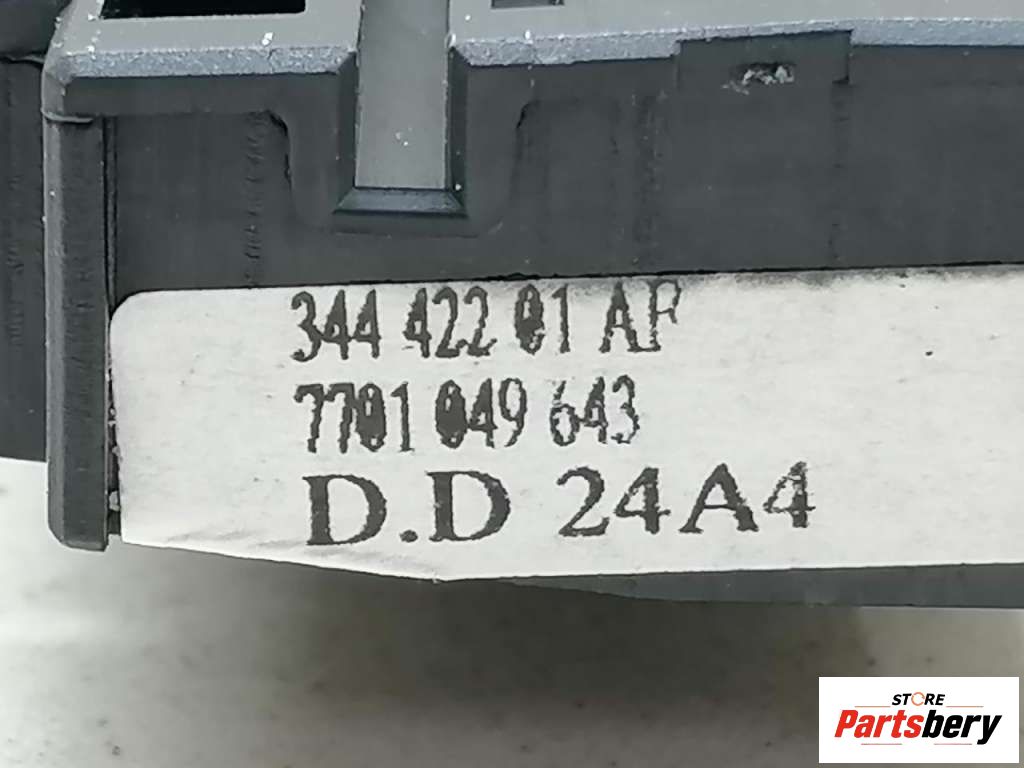 344 422 01 AF
7701 049 643
D.D 24A4
STORE
Partsbery